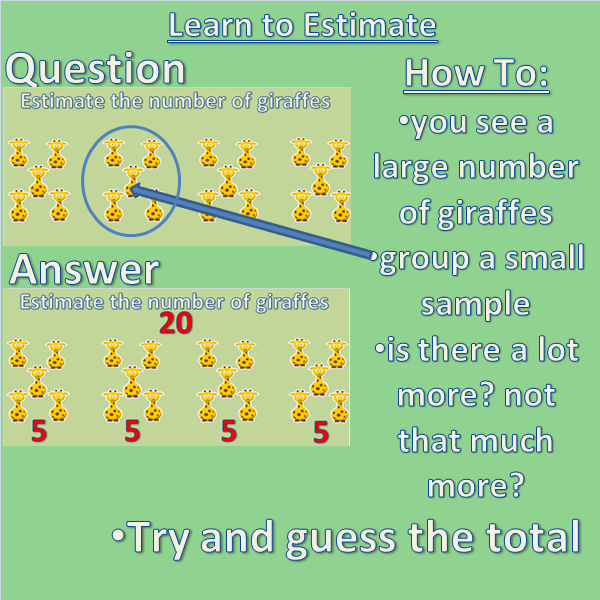 Learn to Estimate
Question
Estimate the number of giraffes
Answer
Estimate the number of giraffes
20
5 5 5 5
How To:
•you see a
large number
of giraffes
•group a small
sample
•is there a lot
more? not
that much
more?
•Try and guess the total